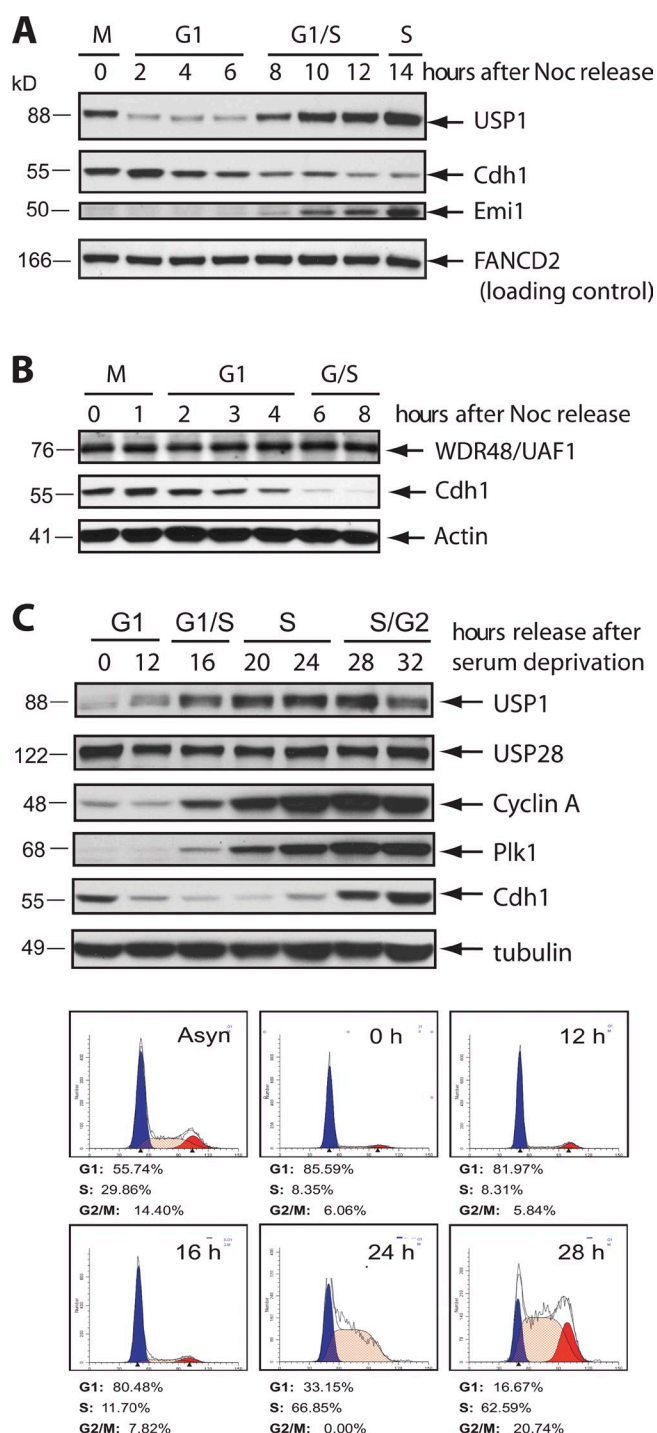 A
M G1 G1/S S
0 2 4 6 8 10 12 14 hours after Noc release
kD
88 USP1
55 Cdh1
50 Emi1
166 FANCD2
(loading control)
B
M G1 G/S
0 1 2 3 4 6 8 hours after Noc release
76 WDR48/UAF1
55 Cdh1
41 Actin
C
G1 G1/S S S/G2 hours release after
0 12 16 20 24 28 32 serum deprivation
88 USP1
122 USP28
48 Cyclin A
68 Plk1
55 Cdh1
49 tubulin
Asyn 0 h 12 h
G1: 55.74% G1: 85.59% G1: 81.97%
S: 29.86% S: 8.35% S: 8.31%
G2/M: 14.40% G2/M: 6.06% G2/M: 5.84%
16 h 24 h 28 h
G1: 80.48% G1: 33.15% G1: 16.67%
S: 11.70% S: 66.85% S: 62.59%
G2/M: 7.82% G2/M: 0.00% G2/M: 20.74%